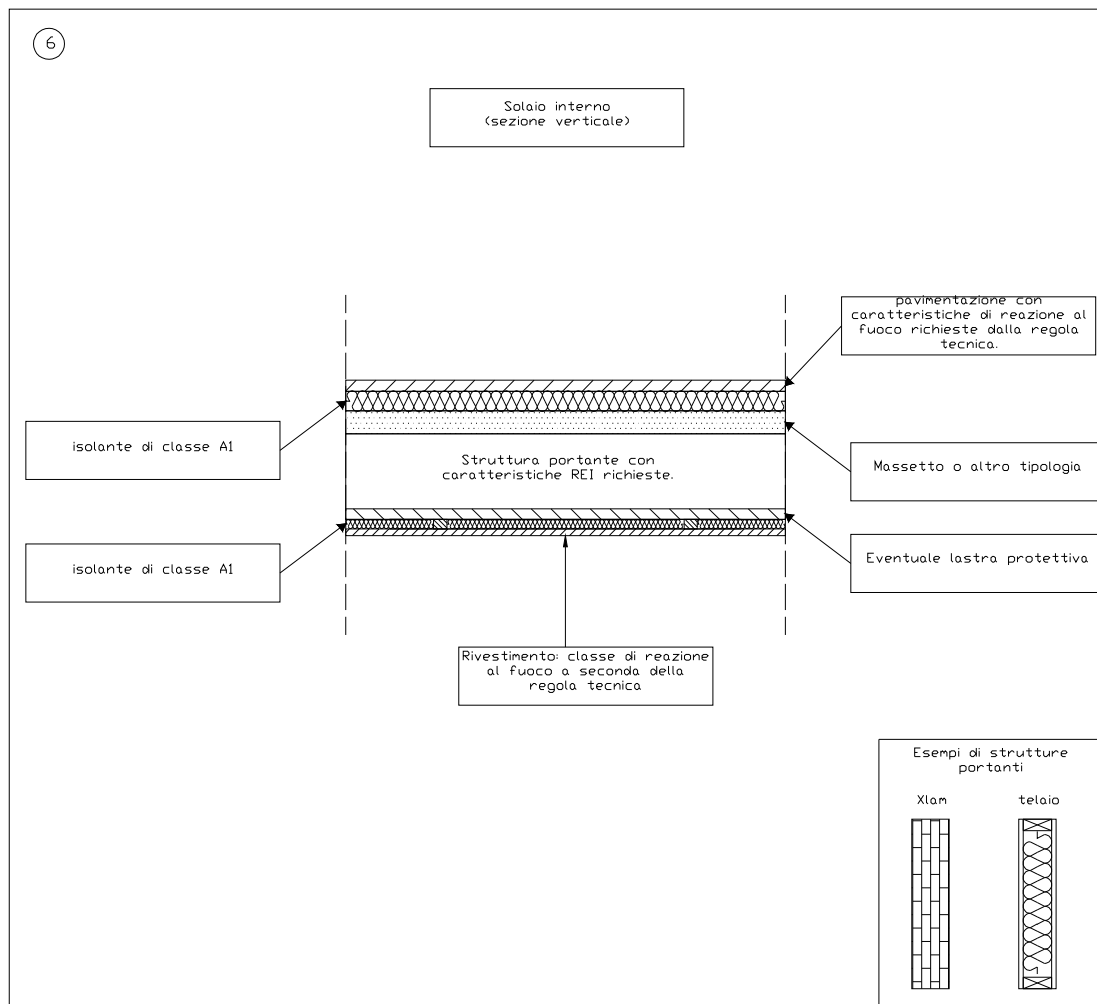 6
Solaio interno
(sezione verticale)
pavimentazione con
caratteristiche di reazione al
fuoco richieste dalla regola
tecnica.
isolante di classe A1
Massetto o altro tipologia
Struttura portante con
caratteristiche REI richieste.
isolante di classe A1
Eventuale lastra protettiva
Rivestimento: classe di reazione
al fuoco a seconda della
regola tecnica
Esempi di strutture
portanti
Xlam
telaio